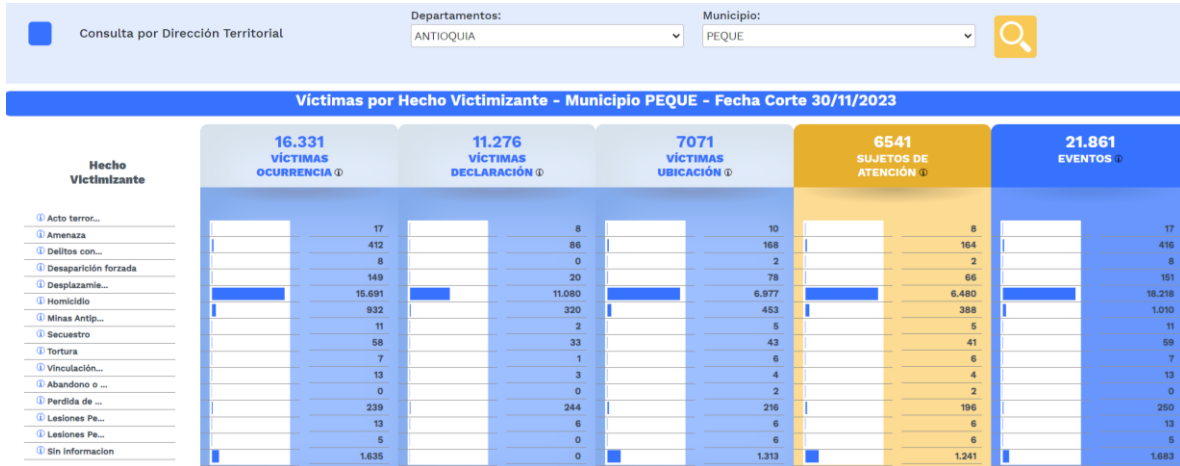 Departamentos: Municipio:
Consulta por Dirección Territorial ANTIOQUIA PEQUE
Víctimas por Hecho Victimizante - Municipio PEQUE - Fecha Corte 30/11/2023
Hecho Victimizante
16.331 VÍCTIMAS OCURRENCIA
11.276 VÍCTIMAS DECLARACIÓN
7071 VÍCTIMAS UBICACIÓN
6541 SUJETOS DE ATENCIÓN
21.861 EVENTOS
Acto terror... 17 8 10 8 17
Amenaza 412 86 168 164 416
Delitos con... 8 0 2 2 8
Desaparición forzada 149 20 78 66 151
Desplazamie... 15.691 11.080 6.977 6.480 18.218
Homicidio 932 320 453 388 1.010
Minas Antip... 11 2 5 5 11
Secuestro 58 33 43 41 59
Tortura 7 1 6 6 7
Vinculación... 13 3 4 4 13
Abandono o ... 0 0 2 2 0
Perdida de ... 239 244 216 196 250
Lesiones Pe... 13 6 6 6 13
Lesiones Pe... 5 0 6 6 5
Sin informacion 1.635 0 1.313 1.241 1.683